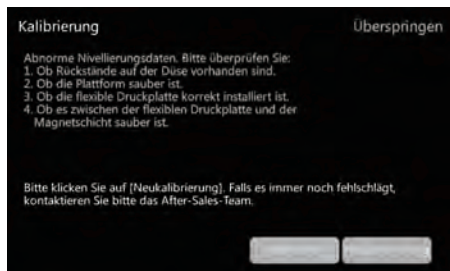 Kalibrierung
Überspringen
Abnorme Nivellierungsdaten. Bitte überprüfen Sie:
1. Ob Rückstände auf der Düse vorhanden sind.
2. Ob die Plattform sauber ist.
3. Ob die flexible Druckplatte korrekt installiert ist.
4. Ob es zwischen der flexiblen Druckplatte und der
Magnetschicht sauber ist.
Bitte klicken Sie auf [Neukalibrierung]. Falls es immer noch fehlschlägt,
kontaktieren Sie bitte das After-Sales-Team.